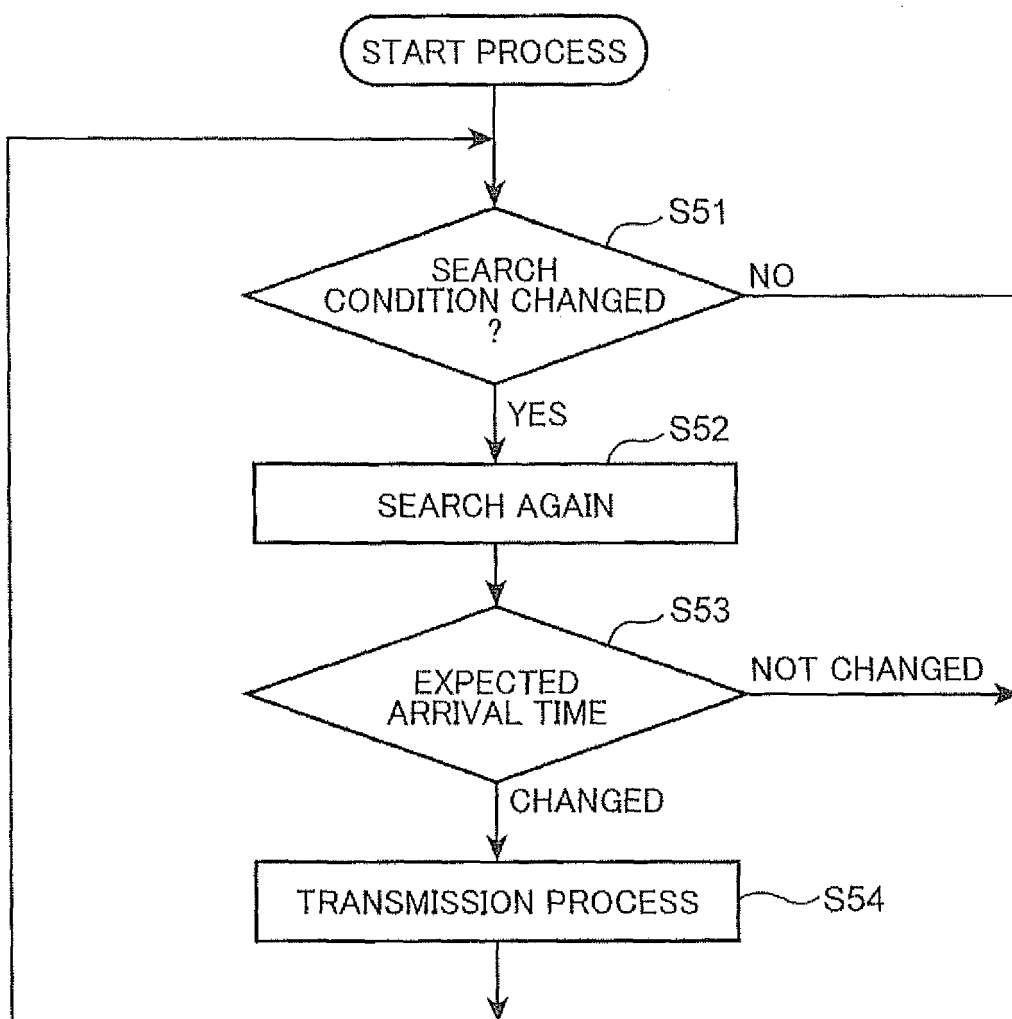 START PROCESS
S51
SEARCH
CONDITION CHANGED
?
NO
YES
S52
SEARCH AGAIN
S53
EXPECTED
ARRIVAL TIME
NOT CHANGED
CHANGED
TRANSMISSION PROCESS
S54